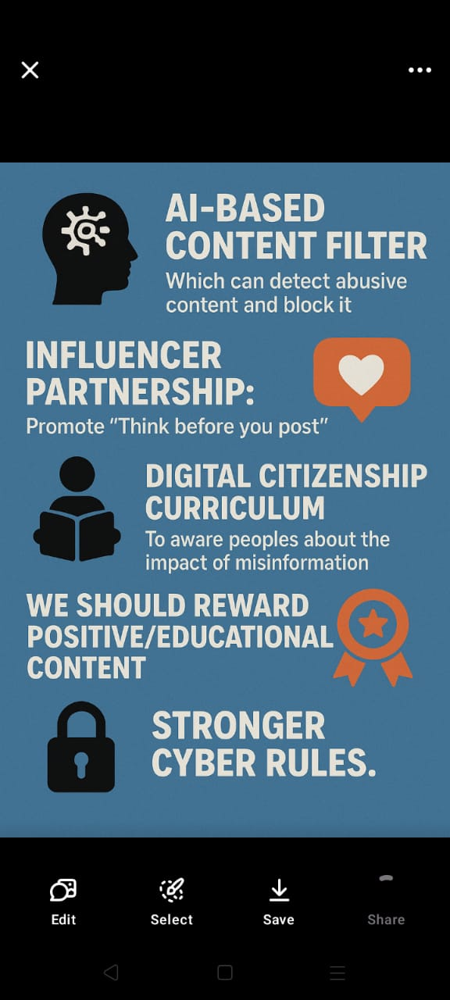 AI-BASED
CONTENT FILTER
Which can detect abusive
content and block it
INFLUENCER
PARTNERSHIP:
Promote “Think before you post”
DIGITAL CITIZENSHIP
CURRICULUM
To aware peoples about the
impact of misinformation
WE SHOULD REWARD
POSITIVE/EDUCATIONAL
CONTENT
STRONGER
CYBER RULES.
Edit Select Save Share